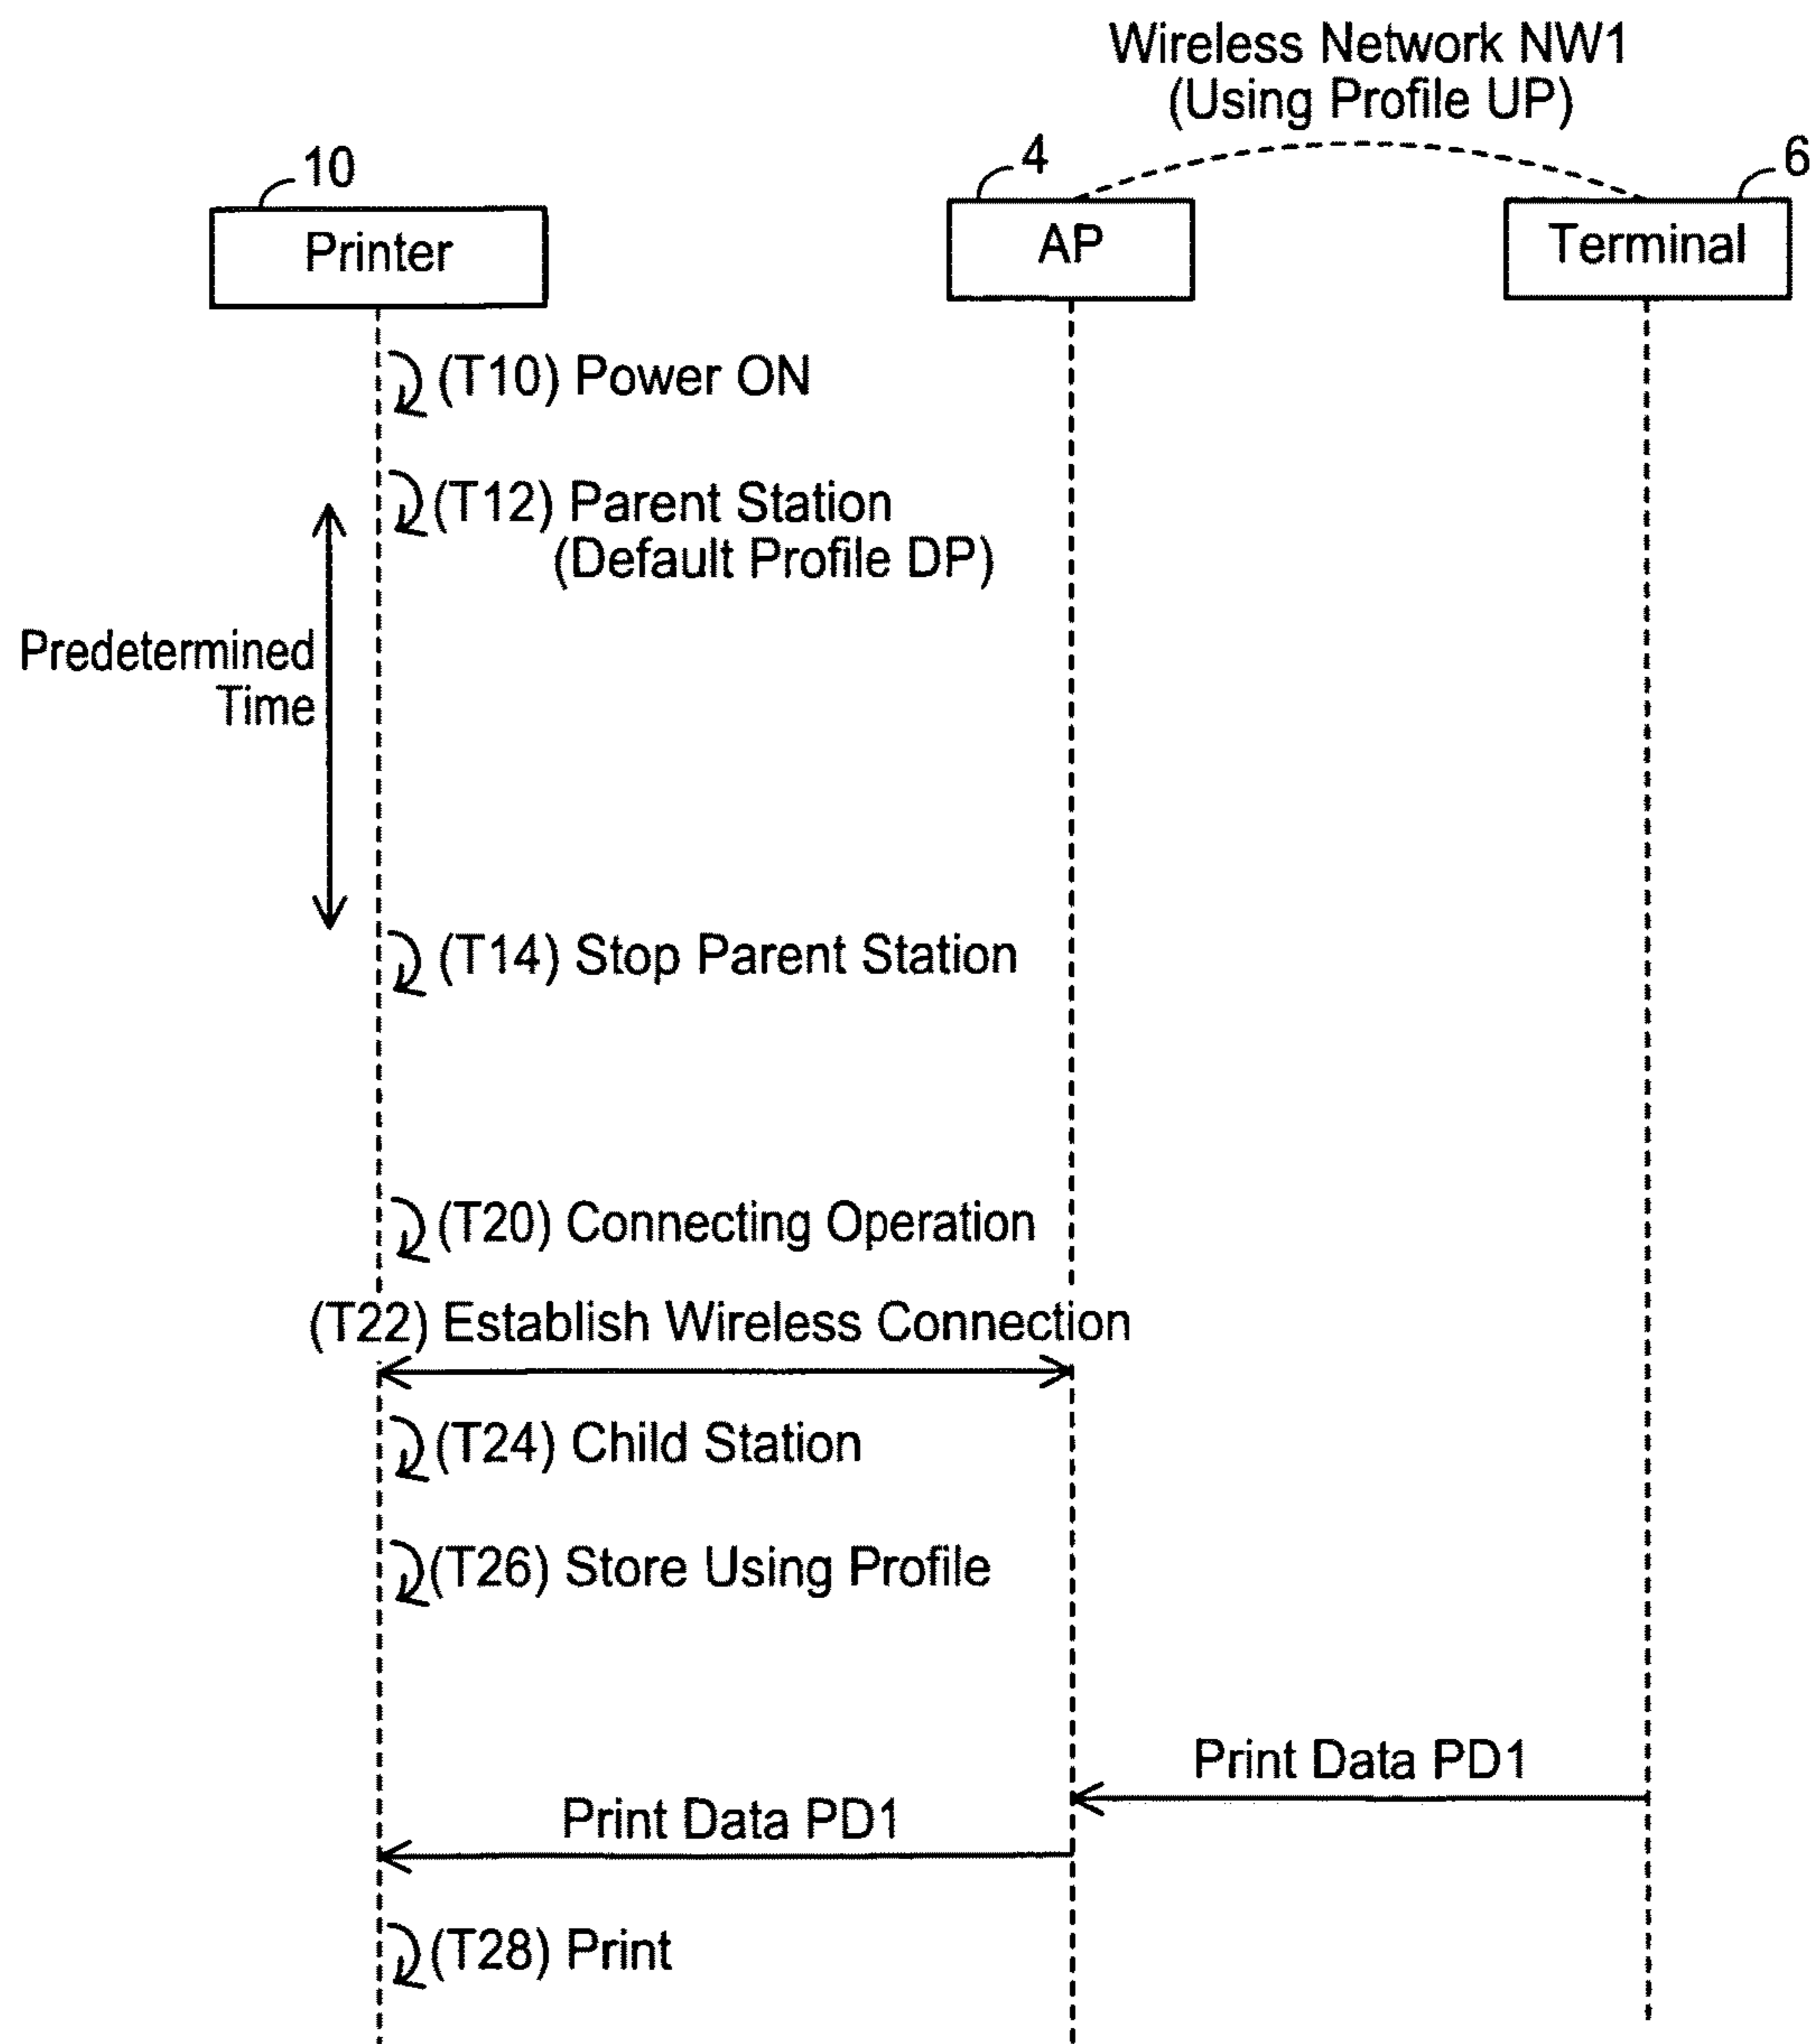 Wireless Network NW1
(Using Profile UP)
10
4
6
Printer
AP
Terminal
(T10) Power ON
(T12) Parent Station
(Default Profile DP)
Predetermined
Time
(T14) Stop Parent Station
(T20) Connecting Operation
(T22) Establish Wireless Connection
(T24) Child Station
(T26) Store Using Profile
Print Data PD1
Print Data PD1
(T28) Print